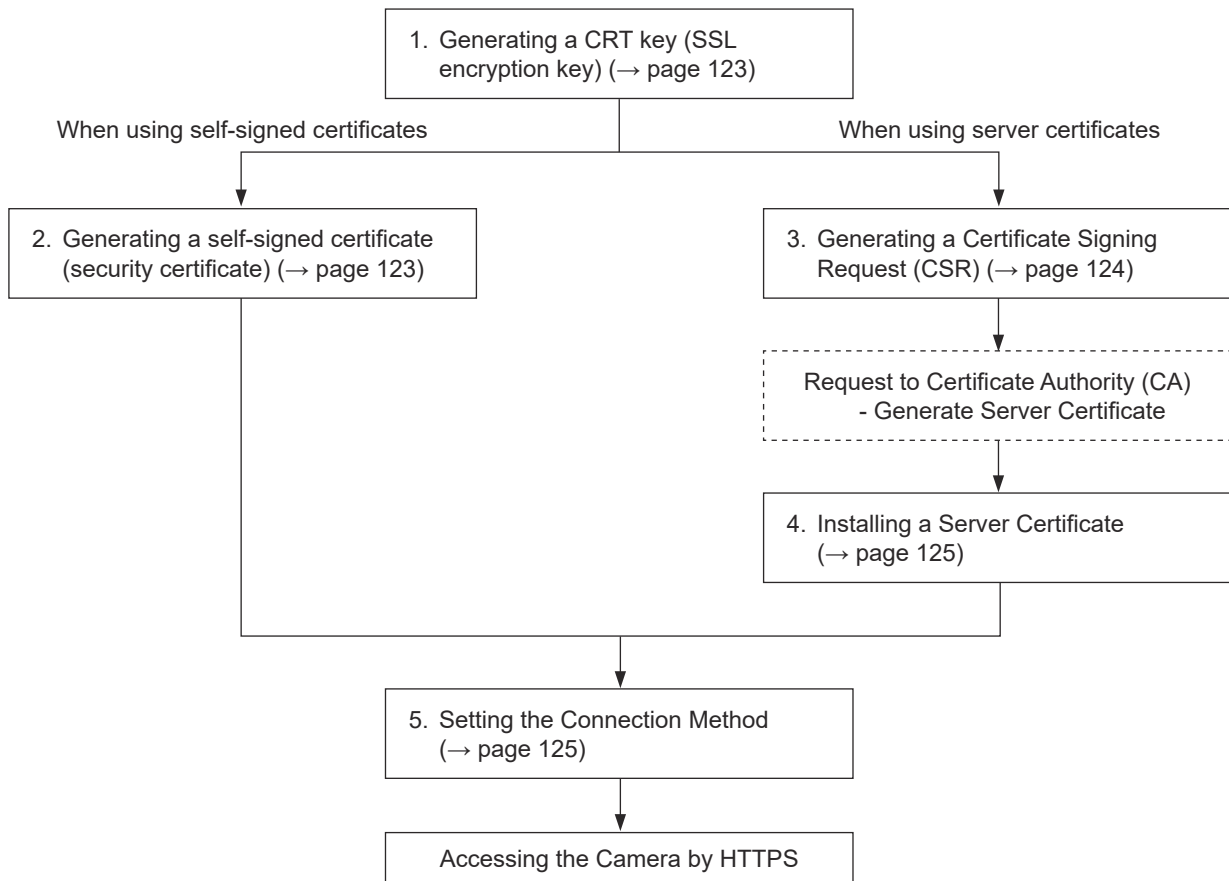 1. Generating a CRT key (SSL
encryption key) (→ page 123)
When using self-signed certificates
When using server certificates
2. Generating a self-signed certificate
(security certificate) (→ page 123)
3. Generating a Certificate Signing
Request (CSR) (→ page 124)
Request to Certificate Authority (CA)
- Generate Server Certificate
4. Installing a Server Certificate
(→ page 125)
5. Setting the Connection Method
(→ page 125)
Accessing the Camera by HTTPS